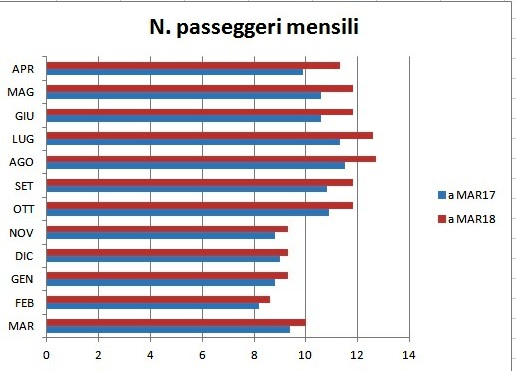 N. passeggeri mensili
APR
MAG
GIU
LUG
AGO
SET
OTT
NOV
DIC
GEN
FEB
MAR
0 2 4 6 8 10 12 14
a MAR17
a MAR18